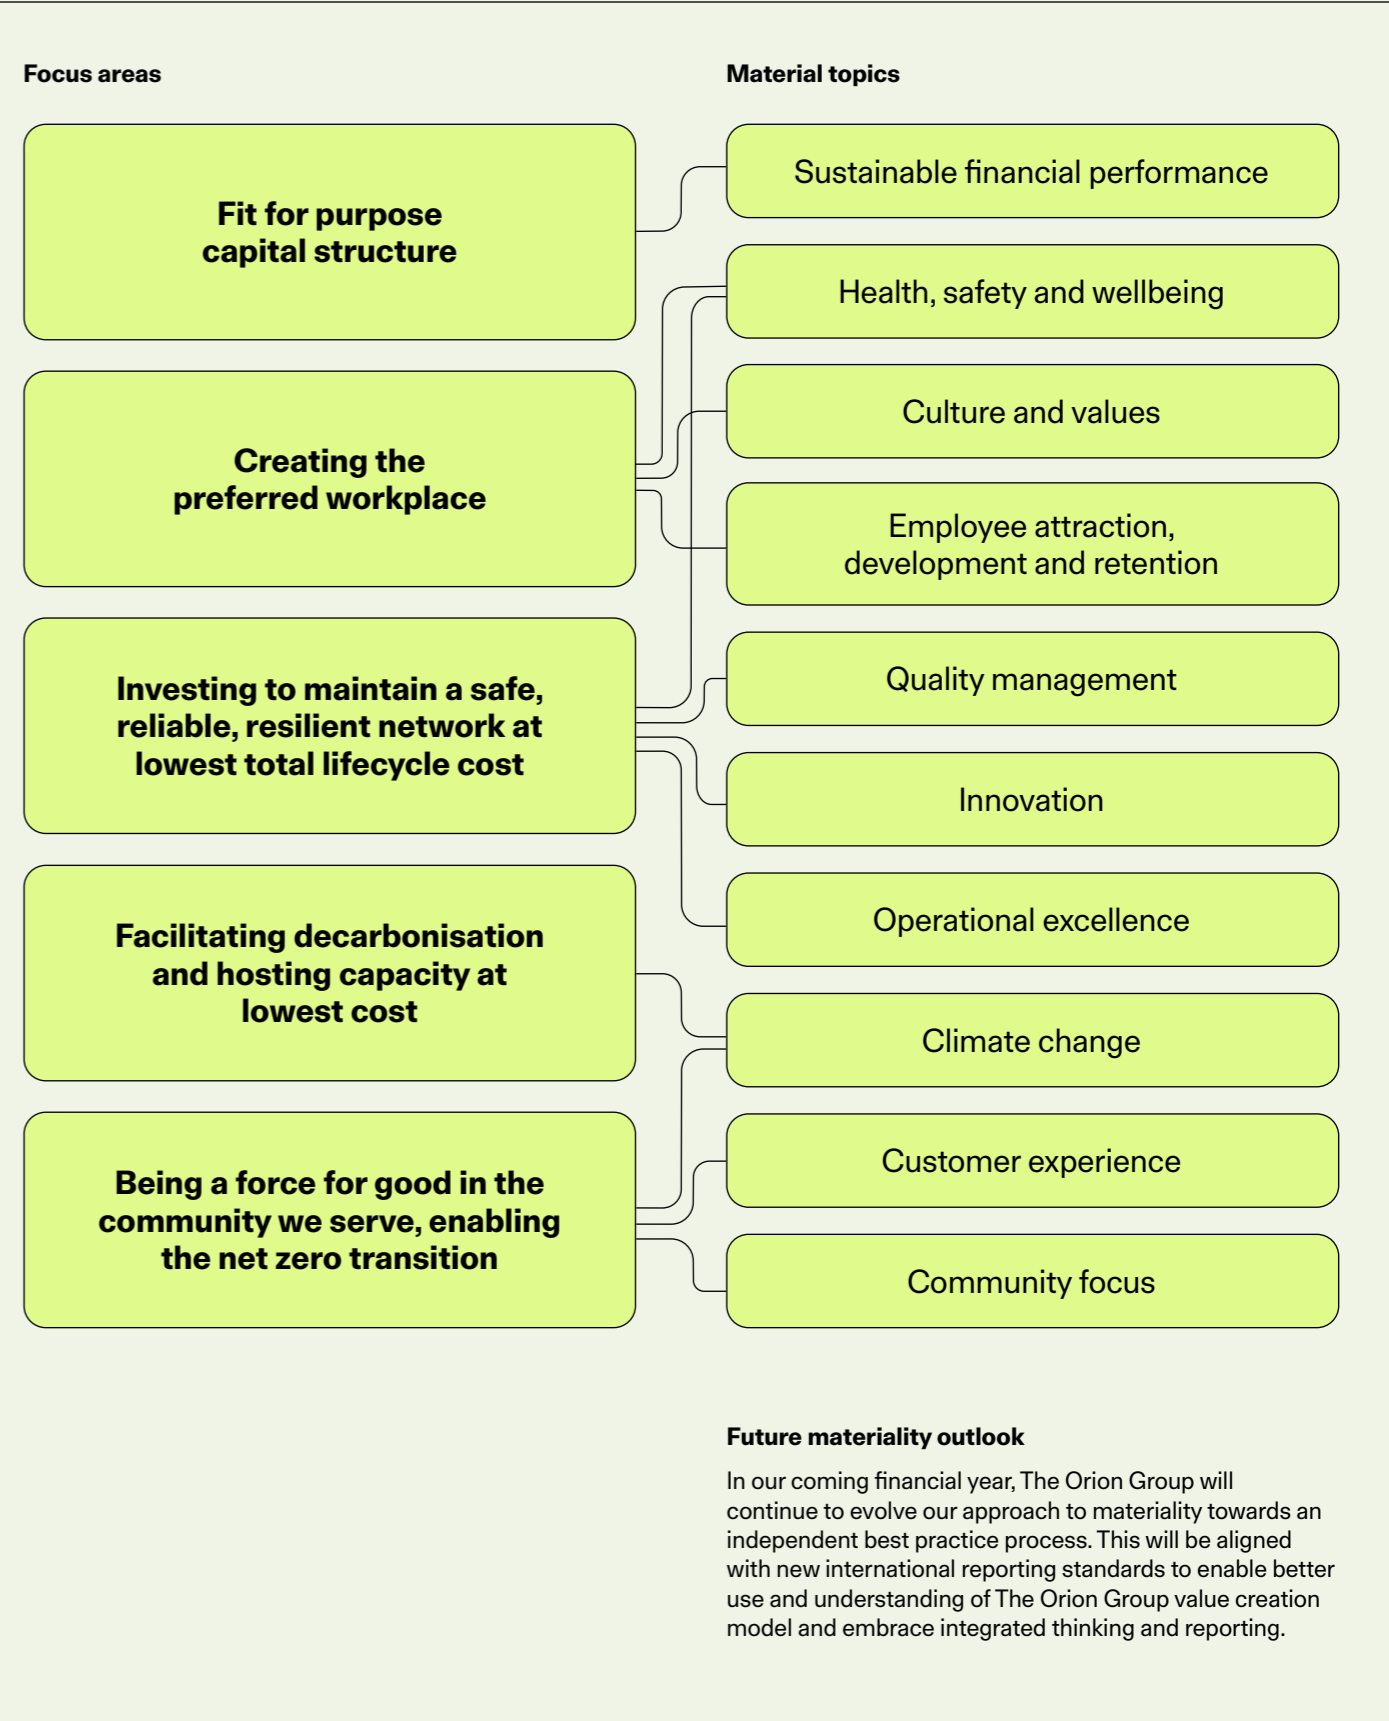 Focus areas
Material topics
Fit for purpose
capital structure
Creating the
preferred workplace
Investing to maintain a safe,
reliable, resilient network at
lowest total lifecycle cost
Facilitating decarbonisation
and hosting capacity at
lowest cost
Being a force for good in the
community we serve, enabling
the net zero transition
Sustainable financial performance
Health, safety and wellbeing
Culture and values
Employee attraction,
development and retention
Quality management
Innovation
Operational excellence
Climate change
Customer experience
Community focus
Future materiality outlook
In our coming financial year, The Orion Group will
continue to evolve our approach to materiality towards an
independent best practice process. This will be aligned
with new international reporting standards to enable better
use and understanding of The Orion Group value creation
model and embrace integrated thinking and reporting.